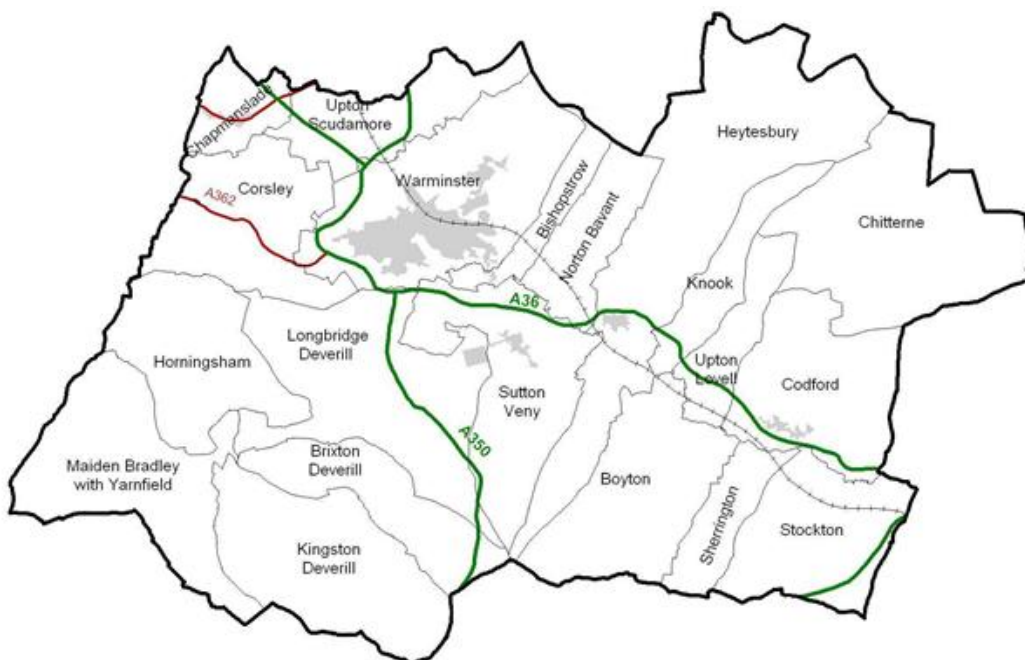 Chapmanslade
Upton
Scudamore
Heytesbury
Warminster
Corsley
A362
Bishopstrow
Norton Bavant
Chitterne
Knook
A36
Longbridge
Deverill
Horningsham
Sutton
Veny
Upton
Lovell
Codford
A350
Brixton
Deverill
Maiden Bradley
with Yarnfield
Boyton
Sherrington
Stockton
Kingston
Deverill